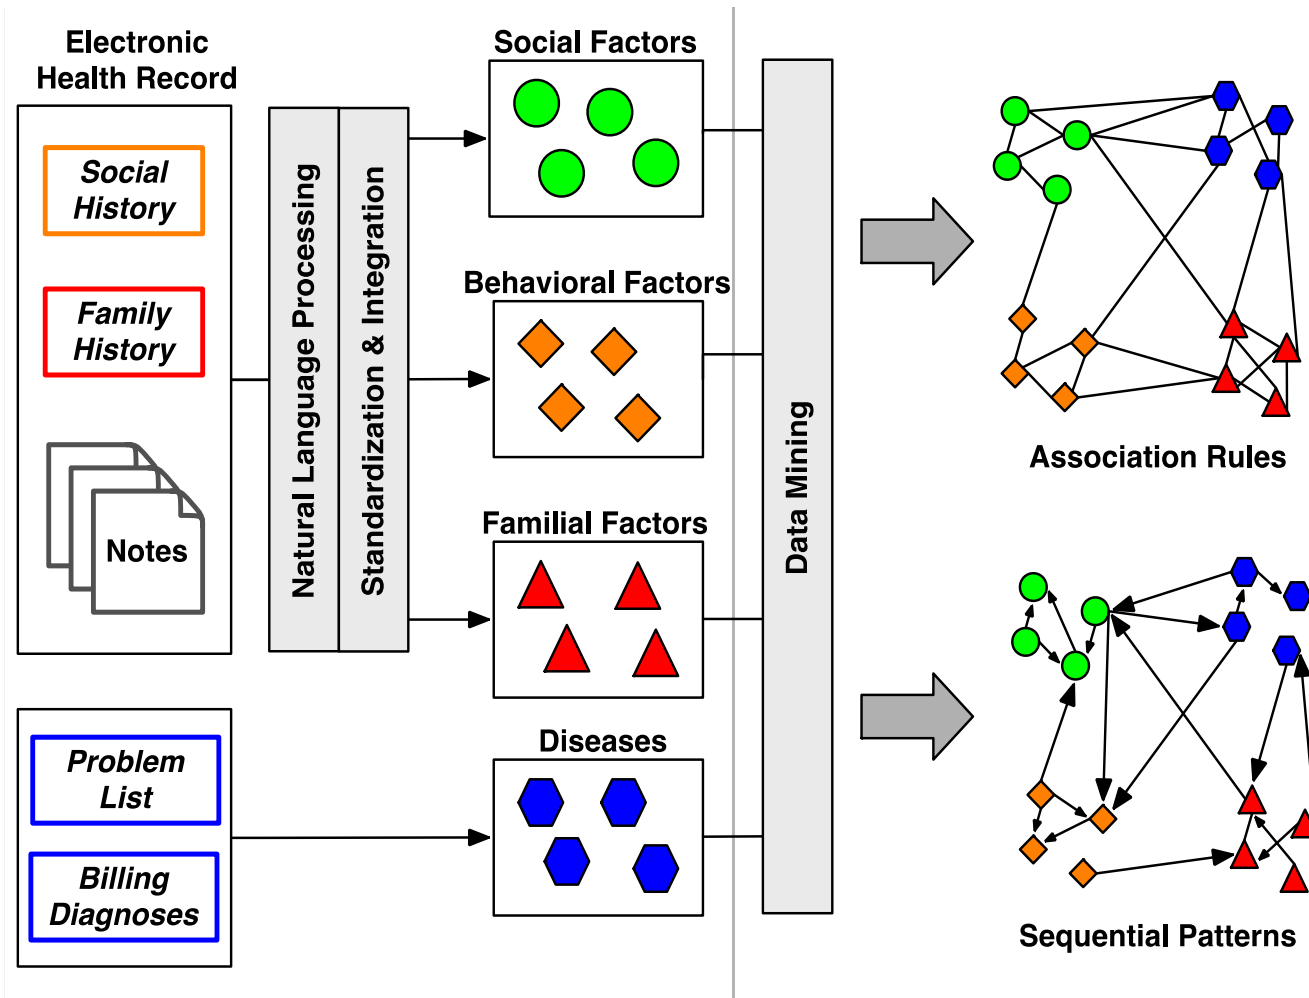 Electronic
Health Record
Social
History
Family
History
Notes
Problem
List
Billing
Diagnoses
Natural Language Processing
Standardization & Integration
Social Factors
Behavioral Factors
Familial Factors
Diseases
Data Mining
Association Rules
Sequential Patterns